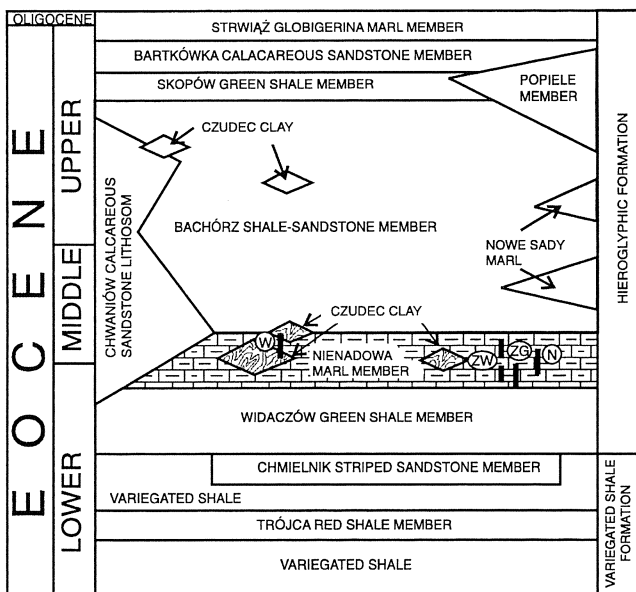 OLIGOCENE
STRWIĄŻ GLOBIGERINA MARL MEMBER
BARTKÓWKA CALACAREOUS SANDSTONE MEMBER
SKOPÓW GREEN SHALE MEMBER
POPIELE
MEMBER
CZUDEC CLAY
BACHÓRZ SHALE-SANDSTONE MEMBER
NOWE SADY
MARL
CHWANIÓW CALCAREOUS
SANDSTONE LITHOSOM
CZUDEC CLAY
W
NIENADOWA
MARL MEMBER
ZW
ZG
N
WIDACZÓW GREEN SHALE MEMBER
CHMIELNIK STRIPED SANDSTONE MEMBER
VARIEGATED SHALE
TRÓJCA RED SHALE MEMBER
VARIEGATED SHALE
EOCENE
UPPER
MIDDLE
LOWER
HIEROGLYPHIC FORMATION
VARIEGATED SHALE
FORMATION